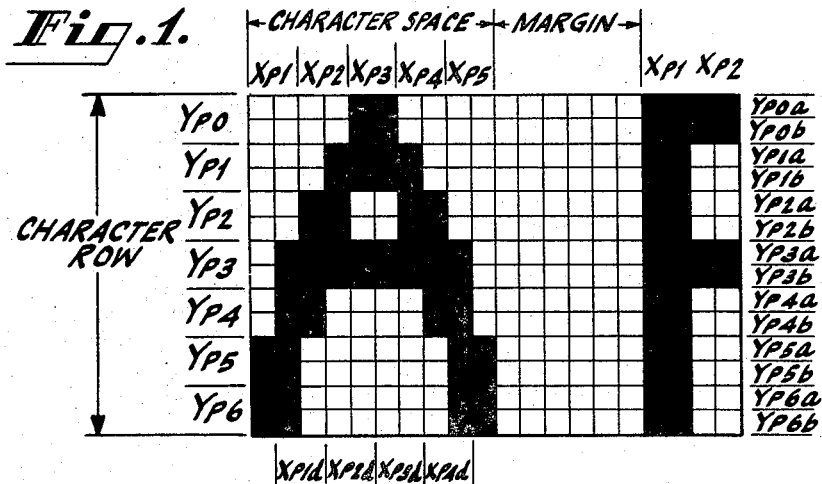 Fig. 1.
CHARACTER SPACE MARGIN
XP1 XP2 XP3 XP4 XP5 XP1 XP2
YP0 YP0a
YP0b
YP1 YP1a
YP1b
YP2 YP2a
YP2b
CHARACTER
ROW
YP3 YP3a
YP3b
YP4 YP4a
YP4b
YP5 YP5a
YP5b
YP6 YP6a
YP6b
XP1d XP2d XP3d XP4d